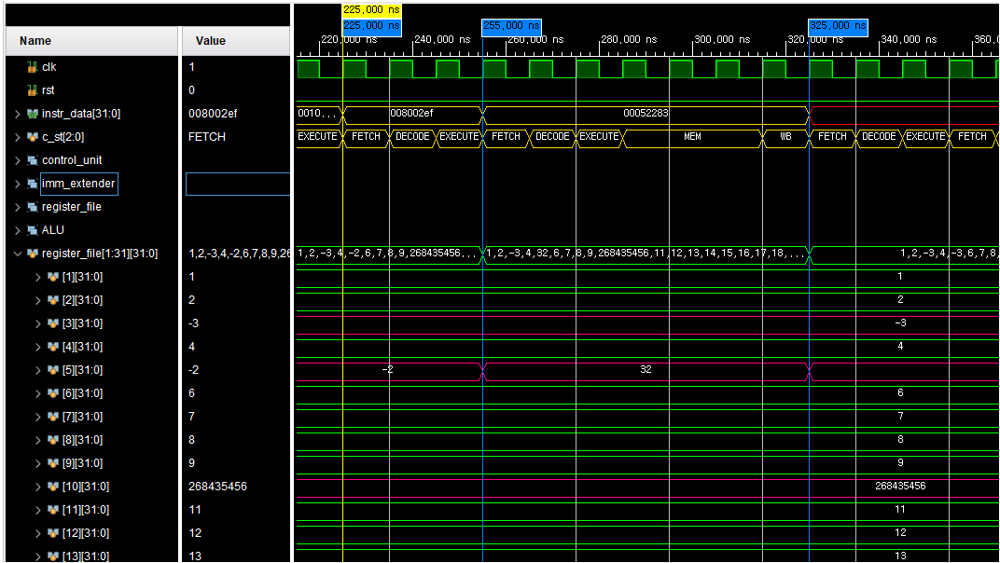 225,000 ns
225,000 ns 255,000 ns 325,000 ns
220,000 ns 240,000 ns 260,000 ns 280,000 ns 300,000 ns 320,000 ns 340,000 ns 360,
Name Value
clk 1
rst 0
instr_data[31:0] 008002ef 0010,... 008002ef 00052283
c_st[2:0] FETCH EXECUTE FETCH DECODE EXECUTE FETCH DECODE EXECUTE MEM WB FETCH DECODE EXECUTE FETCH
control_unit
imm_extender
register_file
ALU
register_file[1:31][31:0] 1,2,-3,4,-2,6,7,8,9,26 1,2,-3,4,-2,6,7,8,9,268435456... 1,2,-3,4,32,6,7,8,9,268435456,11,12,13,14,15,16,17,18,... 1,2,-3,4,-3,6,7,8,
[1][31:0] 1 1
[2][31:0] 2 2
[3][31:0] -3 -3
[4][31:0] 4 4
[5][31:0] -2 -2 32
[6][31:0] 6 6
[7][31:0] 7 7
[8][31:0] 8 8
[9][31:0] 9 9
[10][31:0] 268435456 268435456
[11][31:0] 11 11
[12][31:0] 12 12
[13][31:0] 13 13